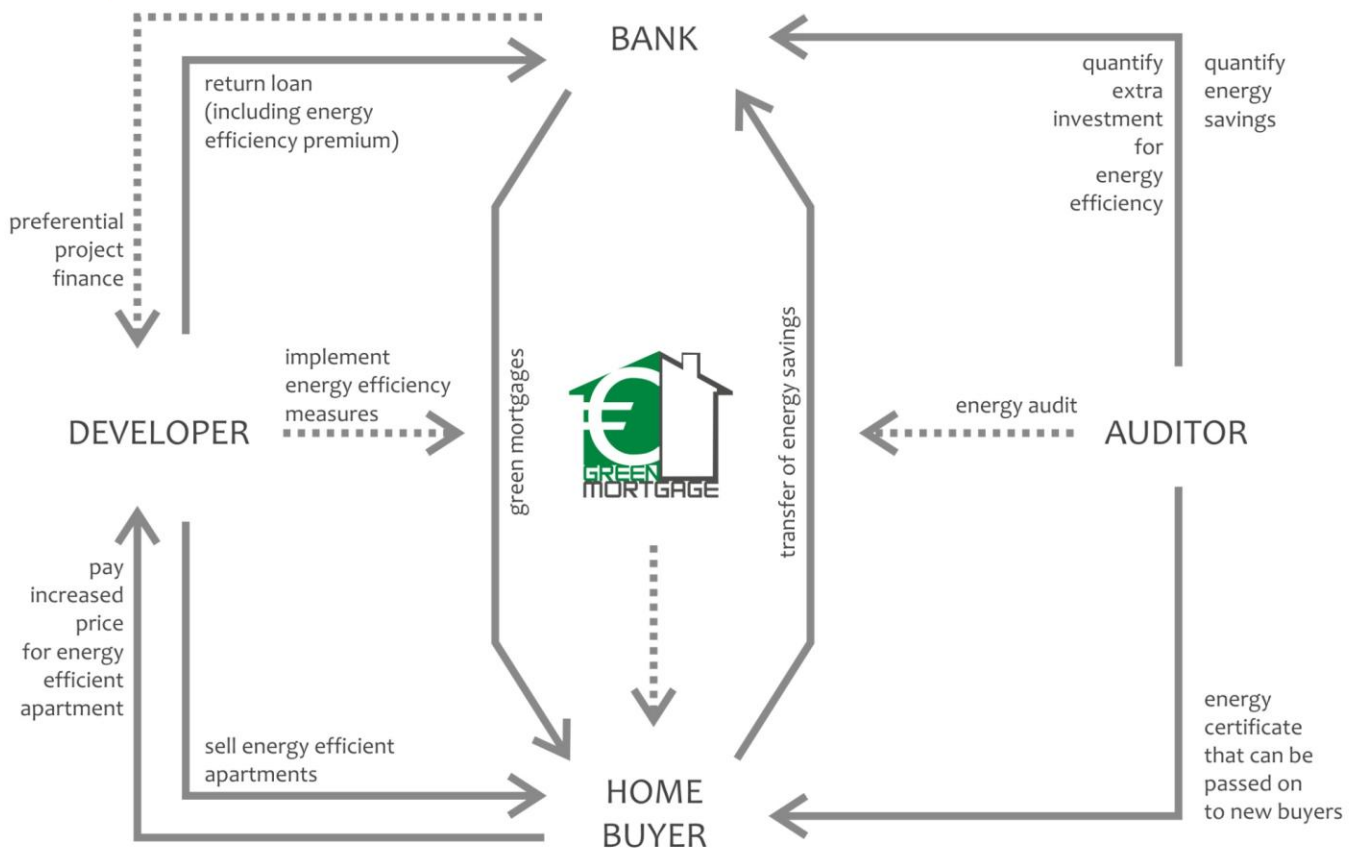 BANK
return loan
(including energy
efficiency premium)
quantify
extra
investment
for
energy
efficiency
quantify
energy
savings
preferential
project
finance
implement
energy efficiency
measures
DEVELOPER
green mortgages
€
GREEN
MORTGAGE
transfer of energy savings
energy audit
AUDITOR
pay
increased
price
for energy
efficient
apartment
sell energy efficient
apartments
HOME
BUYER
energy
certificate
that can be
passed on
to new buyers